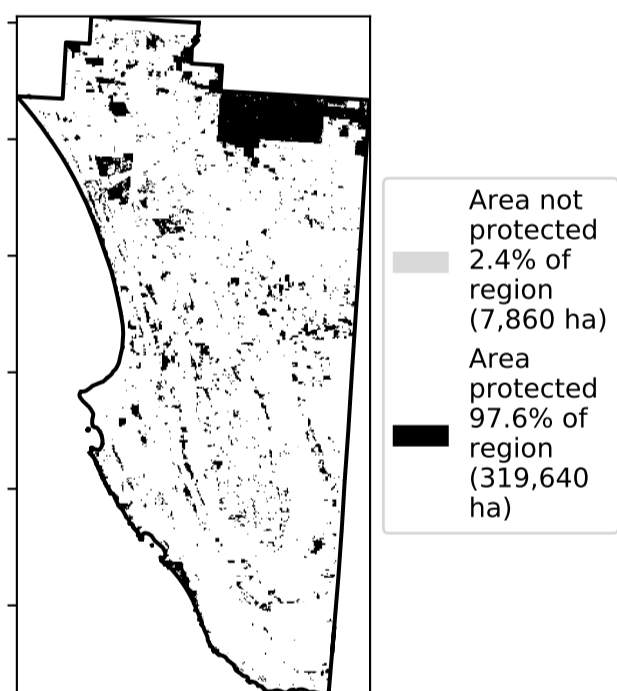 Area not
protected
2.4% of
region
(7,860 ha)
Area
protected
97.6% of
region
(319,640
ha)